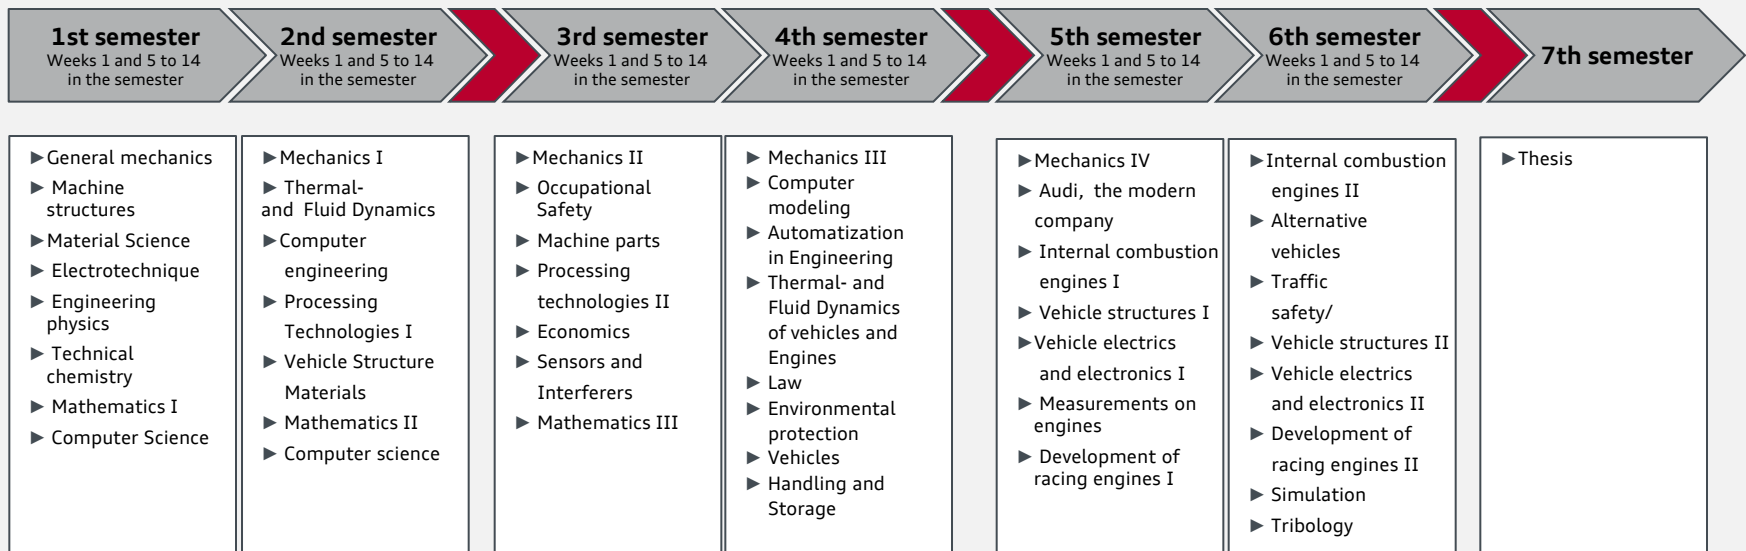 1st semester
Weeks 1 and 5 to 14
in the semester
2nd semester
Weeks 1 and 5 to 14
in the semester
3rd semester
Weeks 1 and 5 to 14
in the semester
4th semester
Weeks 1 and 5 to 14
in the semester
5th semester
Weeks 1 and 5 to 14
in the semester
6th semester
Weeks 1 and 5 to 14
in the semester
7th semester
►General mechanics
► Machine
structures
►Material Science
► Electrotechnique
► Engineering
physics
► Technical
chemistry
► Mathematics I
► Computer Science
►Mechanics I
► Thermal-
and Fluid Dynamics
►Computer
engineering
► Processing
Technologies I
► Vehicle Structure
Materials
► Mathematics II
► Computer science
►Mechanics II
► Occupational
Safety
► Machine parts
► Processing
technologies II
► Economics
► Sensors and
Interferers
► Mathematics III
► Mechanics III
► Computer
modeling
► Automatization
in Engineering
► Thermal- and
Fluid Dynamics
of vehicles and
Engines
► Law
► Environmental
protection
► Vehicles
► Handling and
Storage
►Mechanics IV
► Audi, the modern
company
► Internal combustion
engines I
► Vehicle structures I
►Vehicle electrics
and electronics I
► Measurements on
engines
► Development of
racing engines I
►Internal combustion
engines II
► Alternative
vehicles
► Traffic
safety/
► Vehicle structures II
► Vehicle electrics
and electronics II
► Development of
racing engines II
► Simulation
► Tribology
►Thesis